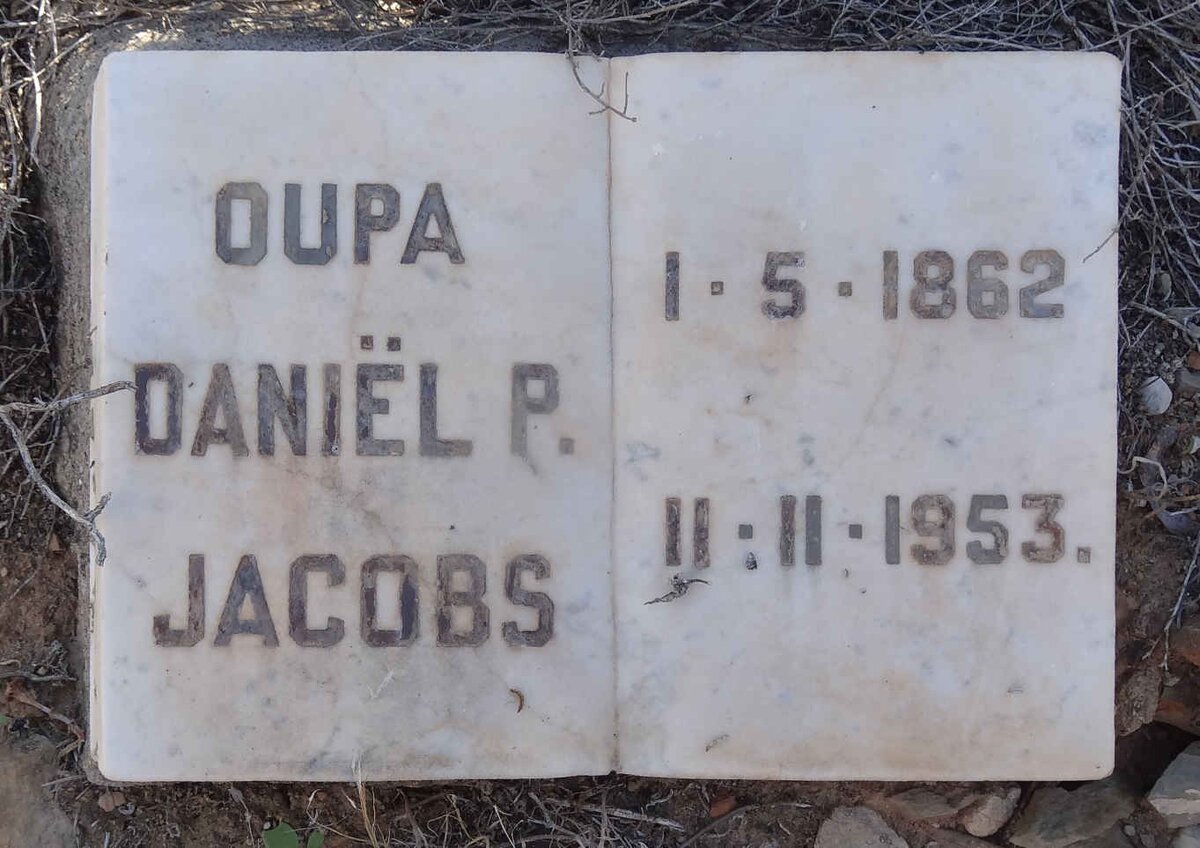 OUPA
DANIËL P.
JACOBS
1·5·1862
11·11·1953.